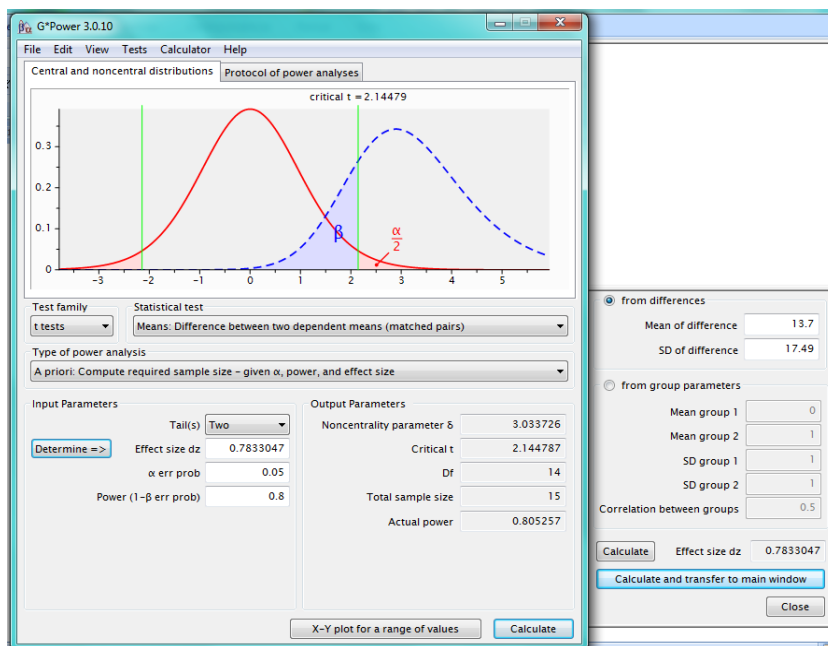 G*Power 3.0.10
File Edit View Tests Calculator Help
Central and noncentral distributions Protocol of power analyses
critical t = 2.14479
0.3
0.2
0.1
0
β
α
2
-3 -2 -1 0 1 2 3 4 5
Test family Statistical test
t tests Means: Difference between two dependent means (matched pairs)
Type of power analysis
A priori: Compute required sample size - given α, power, and effect size
Input Parameters
Tail(s) Two
Determine => Effect size dz 0.7833047
α err prob 0.05
Power (1-β err prob) 0.8
Output Parameters
Noncentrality parameter δ 3.033726
Critical t 2.144787
Df 14
Total sample size 15
Actual power 0.805257
X-Y plot for a range of values Calculate
from differences
Mean of difference 13.7
SD of difference 17.49
from group parameters
Mean group 1 0
Mean group 2 1
SD group 1 1
SD group 2 1
Correlation between groups 0.5
Calculate Effect size dz 0.7833047
Calculate and transfer to main window
Close